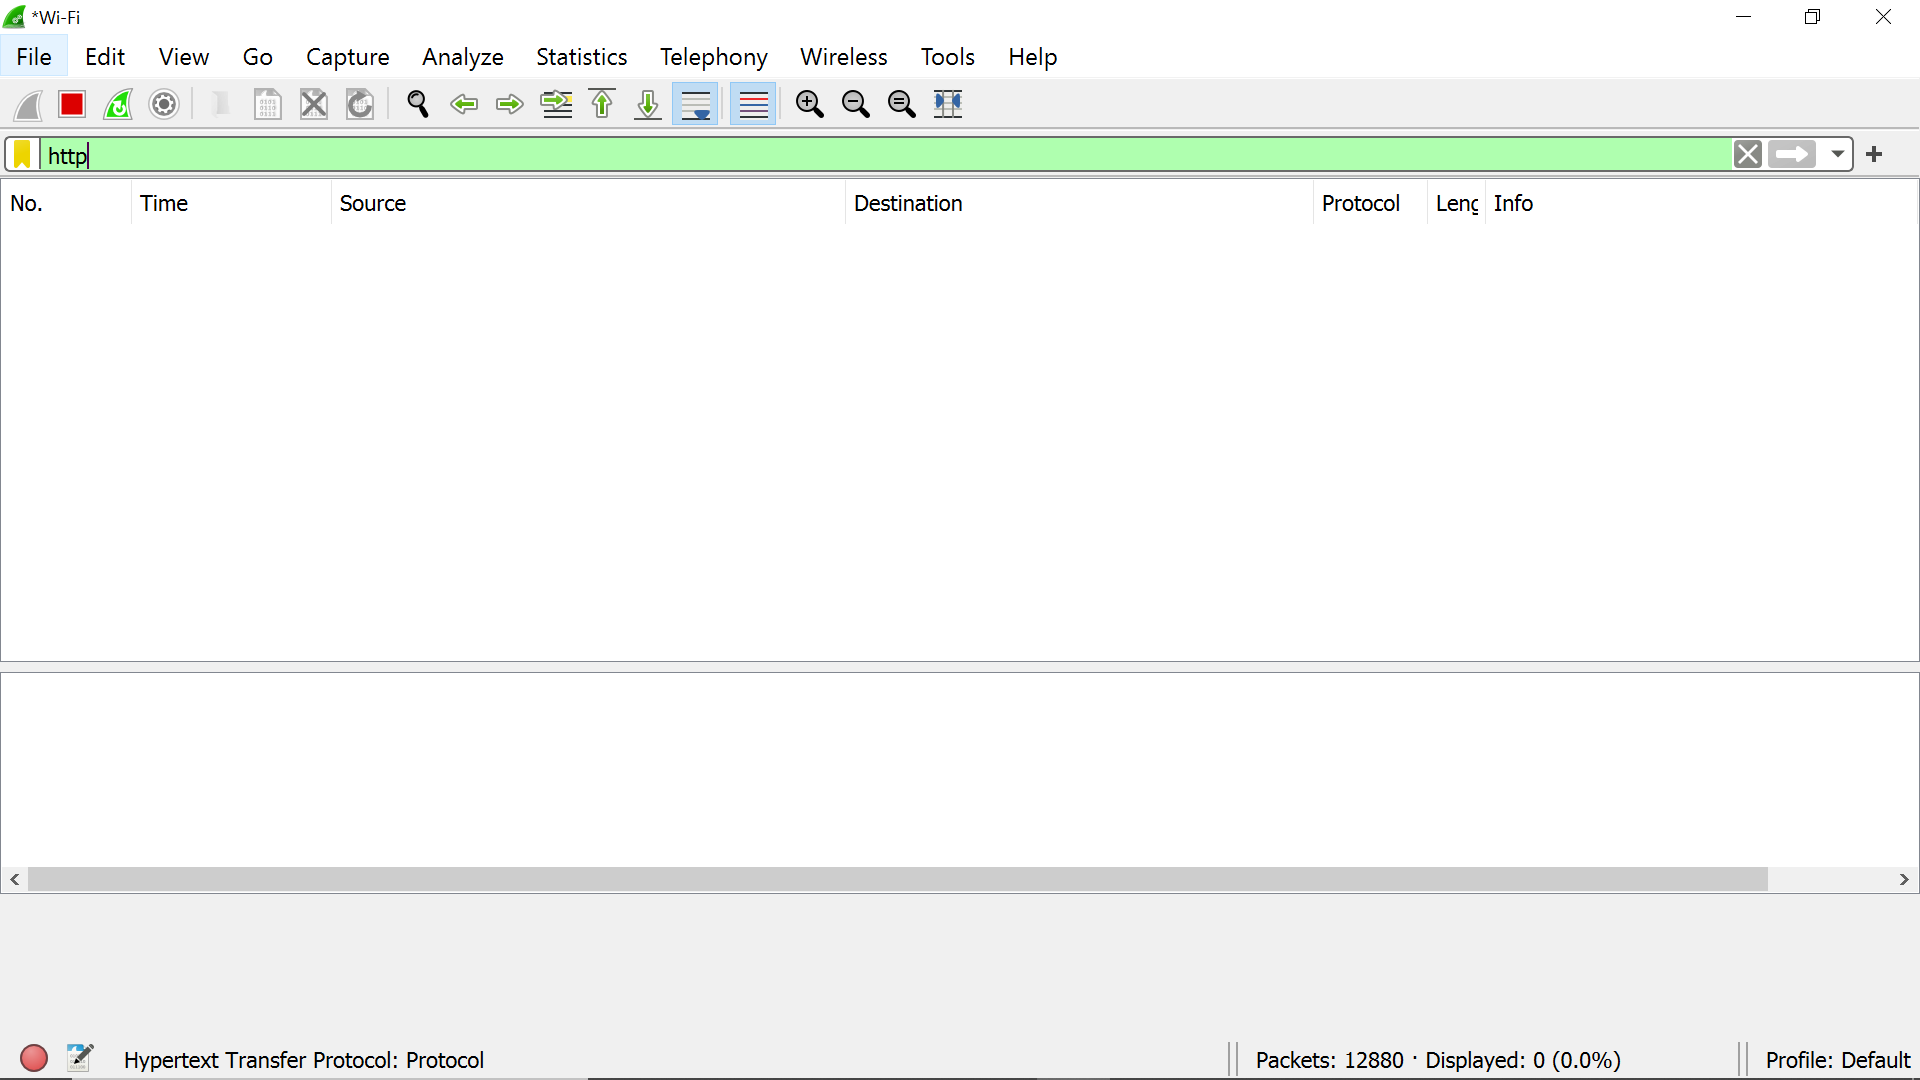 *Wi-Fi
File Edit View Go Capture Analyze Statistics Telephony Wireless Tools Help
http
No. Time Source Destination Protocol Leng Info
Hypertext Transfer Protocol: Protocol Packets: 12880 · Displayed: 0 (0.0%) Profile: Default